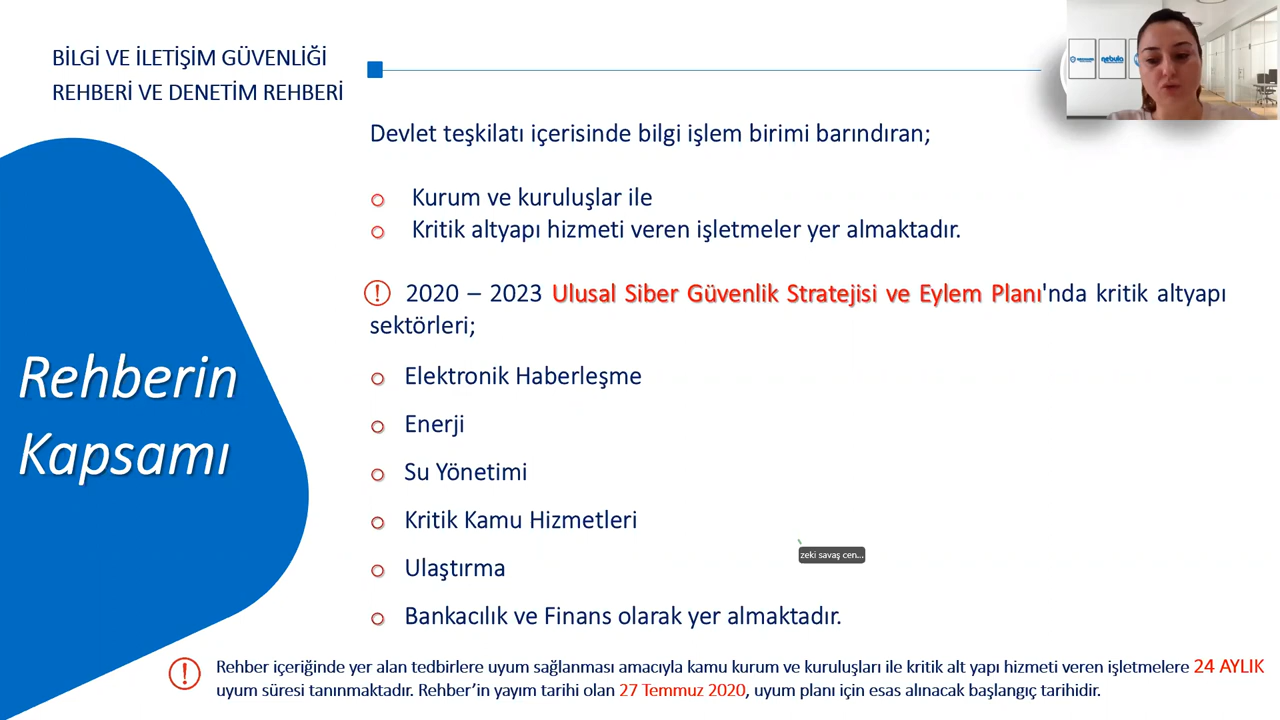 BİLGİ VE İLETİŞİM GÜVENLİĞİ
REHBERİ VE DENETİM REHBERİ
nebula
Devlet teşkilatı içerisinde bilgi işlem birimi barındıran;
Kurum ve kuruluşlar ile
Kritik altyapı hizmeti veren işletmeler yer almaktadır.
2020 – 2023 Ulusal Siber Güvenlik Stratejisi ve Eylem Planı'nda kritik altyapı
sektörleri;
Rehberin
Kapsamı
Elektronik Haberleşme
Enerji
Su Yönetimi
Kritik Kamu Hizmetleri
zeki savaş cen...
Ulaştırma
Bankacılık ve Finans olarak yer almaktadır.
Rehber içeriğinde yer alan tedbirlere uyum sağlanması amacıyla kamu kurum ve kuruluşları ile kritik alt yapı hizmeti veren işletmelere 24 AYLIK
uyum süresi tanınmaktadır. Rehber’in yayım tarihi olan 27 Temmuz 2020, uyum planı için esas alınacak başlangıç tarihidir.